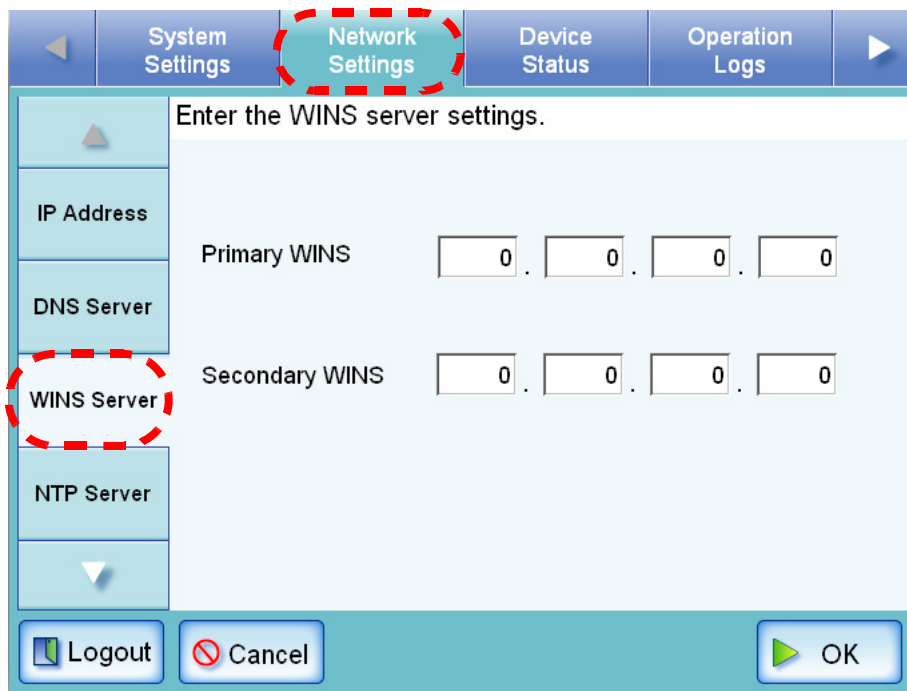 System Settings
Network Settings
Device Status
Operation Logs
Enter the WINS server settings.
IP Address
DNS Server
WINS Server
NTP Server
Primary WINS 0 . 0 . 0 . 0
Secondary WINS 0 . 0 . 0 . 0
Logout
Cancel
OK